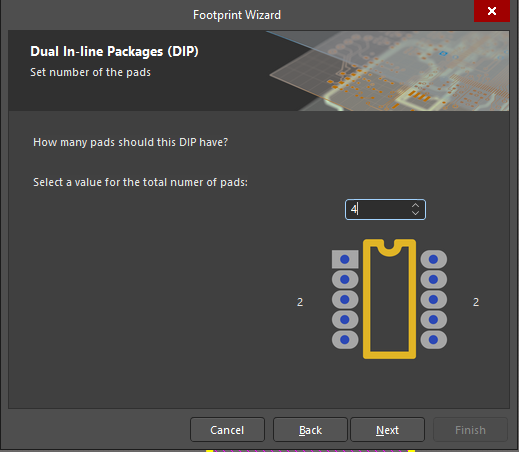 Footprint Wizard
Dual In-line Packages (DIP)
Set number of the pads
How many pads should this DIP have?
Select a value for the total numer of pads:
4
2
2
Cancel
Back
Next
Finish